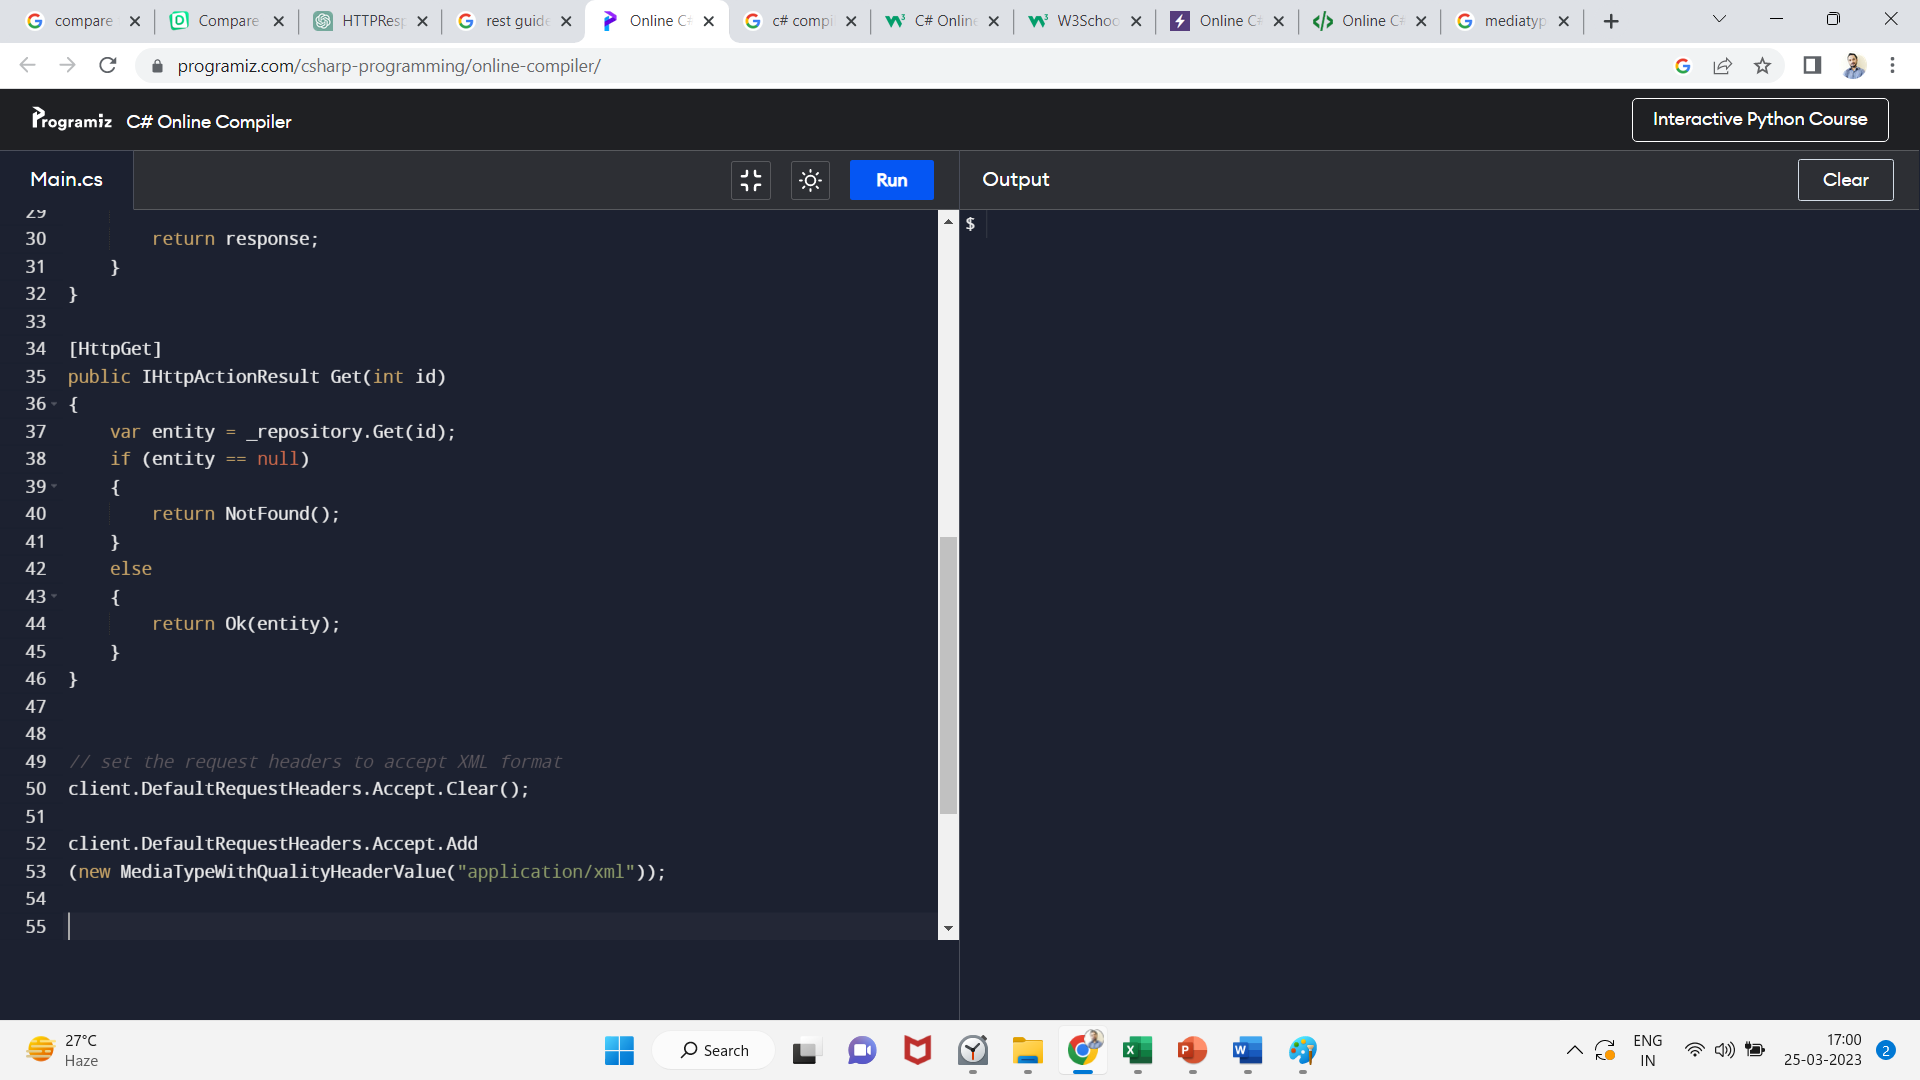 compare
Compare
HTTPResp
rest guide
Online C#
c# compil
C# Online
W3Schoo
Online C#
Online C#
mediatyp
programiz.com/csharp-programming/online-compiler/
Programiz C# Online Compiler
Interactive Python Course
Main.cs
Run
Output
Clear
29
30 return response;
31 }
32 }
33
34 [HttpGet]
35 public IHttpActionResult Get(int id)
36 {
37 var entity = _repository.Get(id);
38 if (entity == null)
39 {
40 return NotFound();
41 }
42 else
43 {
44 return Ok(entity);
45 }
46 }
47
48
49 // set the request headers to accept XML format
50 client.DefaultRequestHeaders.Accept.Clear();
51
52 client.DefaultRequestHeaders.Accept.Add
53 (new MediaTypeWithQualityHeaderValue("application/xml"));
54
55
$
27°C
Haze
Search
ENG
IN
17:00
25-03-2023
2